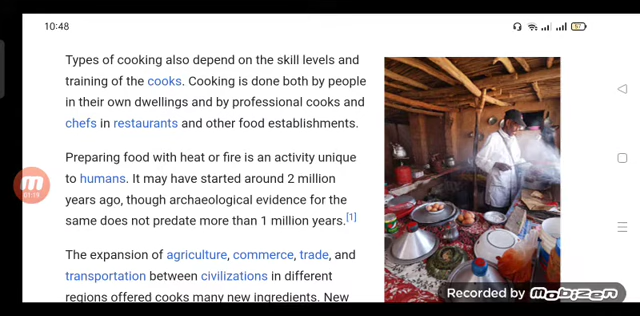 10:48
57
Types of cooking also depend on the skill levels and
training of the cooks. Cooking is done both by people
in their own dwellings and by professional cooks and
chefs in restaurants and other food establishments.
Preparing food with heat or fire is an activity unique
to humans. It may have started around 2 million
years ago, though archaeological evidence for the
same does not predate more than 1 million years.[1]
01:19
The expansion of agriculture, commerce, trade, and
transportation between civilizations in different
regions offered cooks many new ingredients. New
Recorded by mobizen